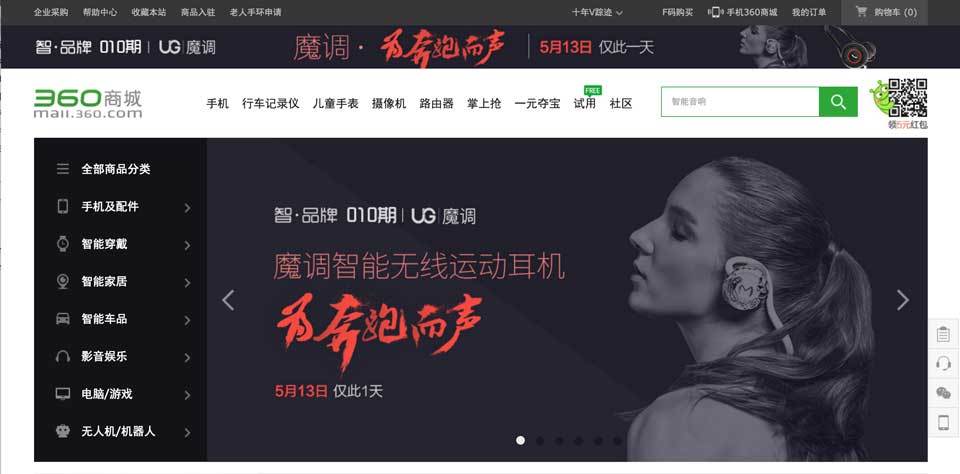 企业采购 帮助中心 收藏本站 商品入驻 老人手环申请 十年V踪迹 F码购买 手机360商城 我的订单 购物车 (0)
智·品牌 010期 UG 魔调 魔调· 为奔跑而声 5月13日 仅此一天
360商城
mall.360.com
手机 行车记录仪 儿童手表 摄像机 路由器 掌上抢 一元夺宝 试用 FREE 社区
智能音响
领5元红包
全部商品分类
手机及配件
智能穿戴
智能家居
智能车品
影音娱乐
电脑/游戏
无人机/机器人
智·品牌 010期 UG 魔调
魔调智能无线运动耳机
为奔跑而声
5月13日 仅此1天